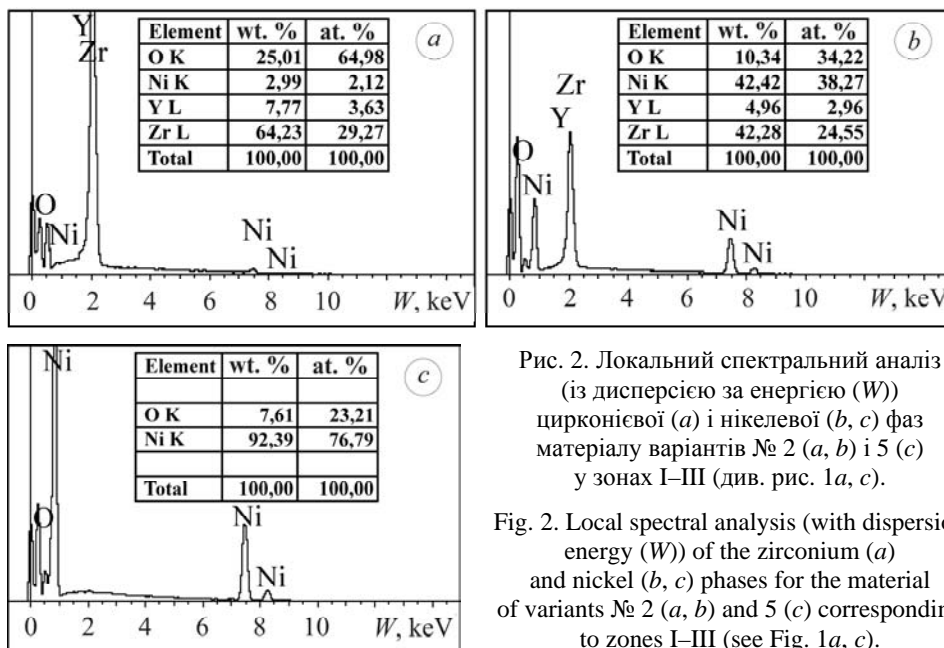 Y
Zr
Element wt. % at. %
O K 25,01 64,98
Ni K 2,99 2,12
Y L 7,77 3,63
Zr L 64,23 29,27
Total 100,00 100,00
a
O
Ni
Ni
Ni
0 2 4 6 8 10 W, keV
Element wt. % at. %
O K 10,34 34,22
Ni K 42,42 38,27
Y L 4,96 2,96
Zr L 42,28 24,55
Total 100,00 100,00
b
Zr
Y
O
Ni
Ni
Ni
0 2 4 6 8 10 W, keV
Ni
Element wt. % at. %
O K 7,61 23,21
Ni K 92,39 76,79
Total 100,00 100,00
c
O
Ni
Ni
0 2 4 6 8 10 W, keV
Рис. 2. Локальний спектральний аналіз
(із дисперсією за енергією (W))
цирконієвої (a) і нікелевої (b, c) фаз
матеріалу варіантів № 2 (a, b) і 5 (c)
у зонах І–ІІІ (див. рис. 1a, c).
Fig. 2. Local spectral analysis (with dispersio
energy (W)) of the zirconium (a)
and nickel (b, c) phases for the material
of variants № 2 (a, b) and 5 (c) correspondin
to zones I–III (see Fig. 1a, c).